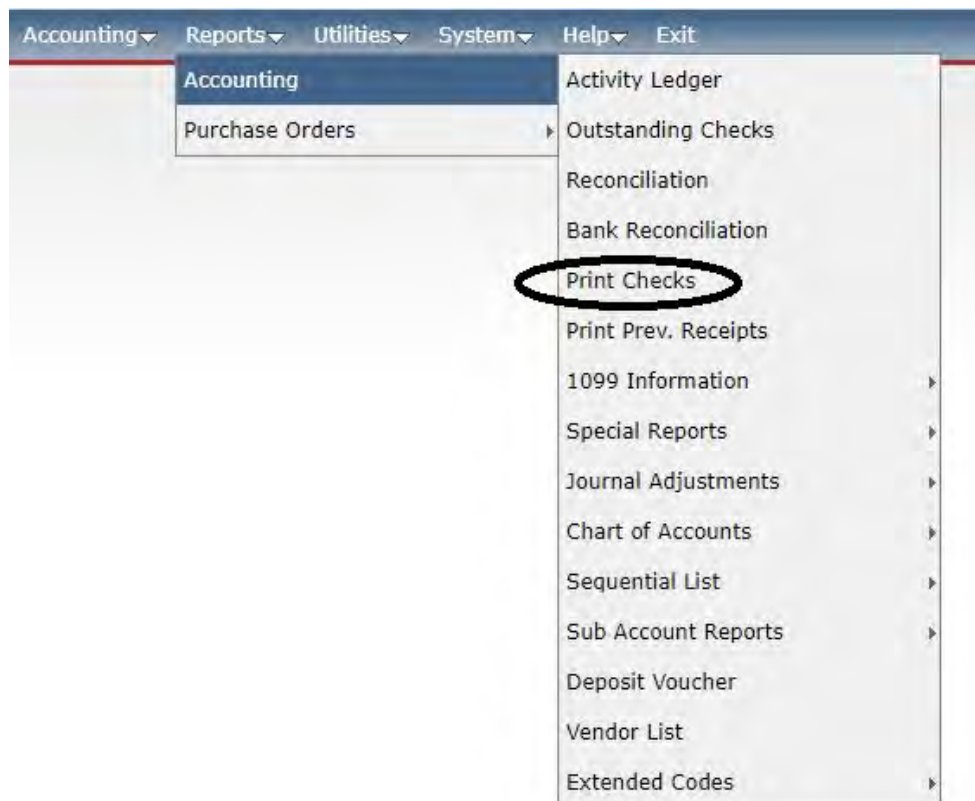 Accounting Reports Utilities System Help Exit
Accounting
Purchase Orders
Activity Ledger
Outstanding Checks
Reconciliation
Bank Reconciliation
Print Checks
Print Prev. Receipts
1099 Information
Special Reports
Journal Adjustments
Chart of Accounts
Sequential List
Sub Account Reports
Deposit Voucher
Vendor List
Extended Codes